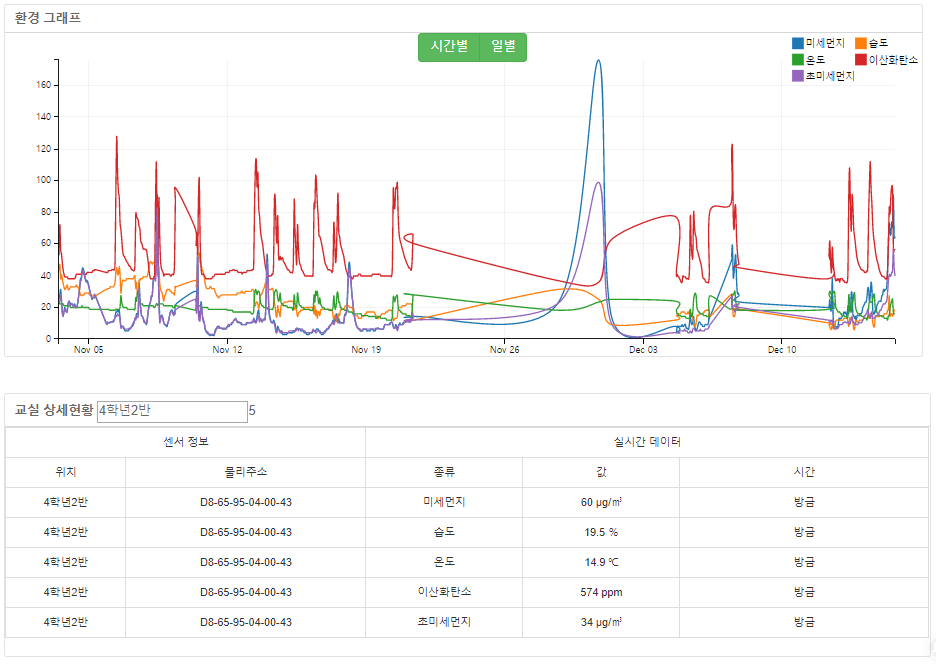 환경 그래프
시간별 일별
미세먼지 습도
온도 이산화탄소
초미세먼지
160
140
120
100
80
60
40
20
0
Nov 05 Nov 12 Nov 19 Nov 26 Dec 03 Dec 10
교실 상세현황 4학년2반 5
센서 정보 실시간 데이터
위치 물리주소 종류 값 시간
4학년2반 D8-65-95-04-00-43 미세먼지 60 μg/㎥ 방금
4학년2반 D8-65-95-04-00-43 습도 19.5 % 방금
4학년2반 D8-65-95-04-00-43 온도 14.9 ℃ 방금
4학년2반 D8-65-95-04-00-43 이산화탄소 574 ppm 방금
4학년2반 D8-65-95-04-00-43 초미세먼지 34 μg/㎥ 방금